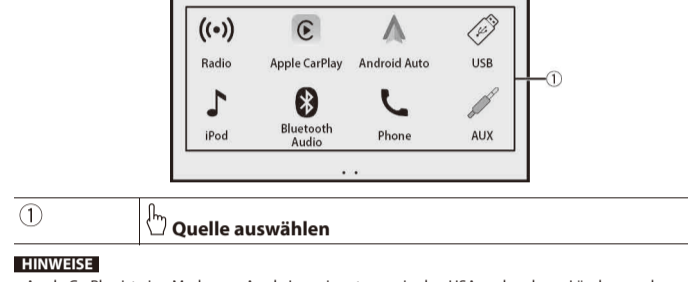 Radio Apple CarPlay Android Auto USB
①
iPod Bluetooth Audio Phone AUX
① Quelle auswählen
HINWEISE